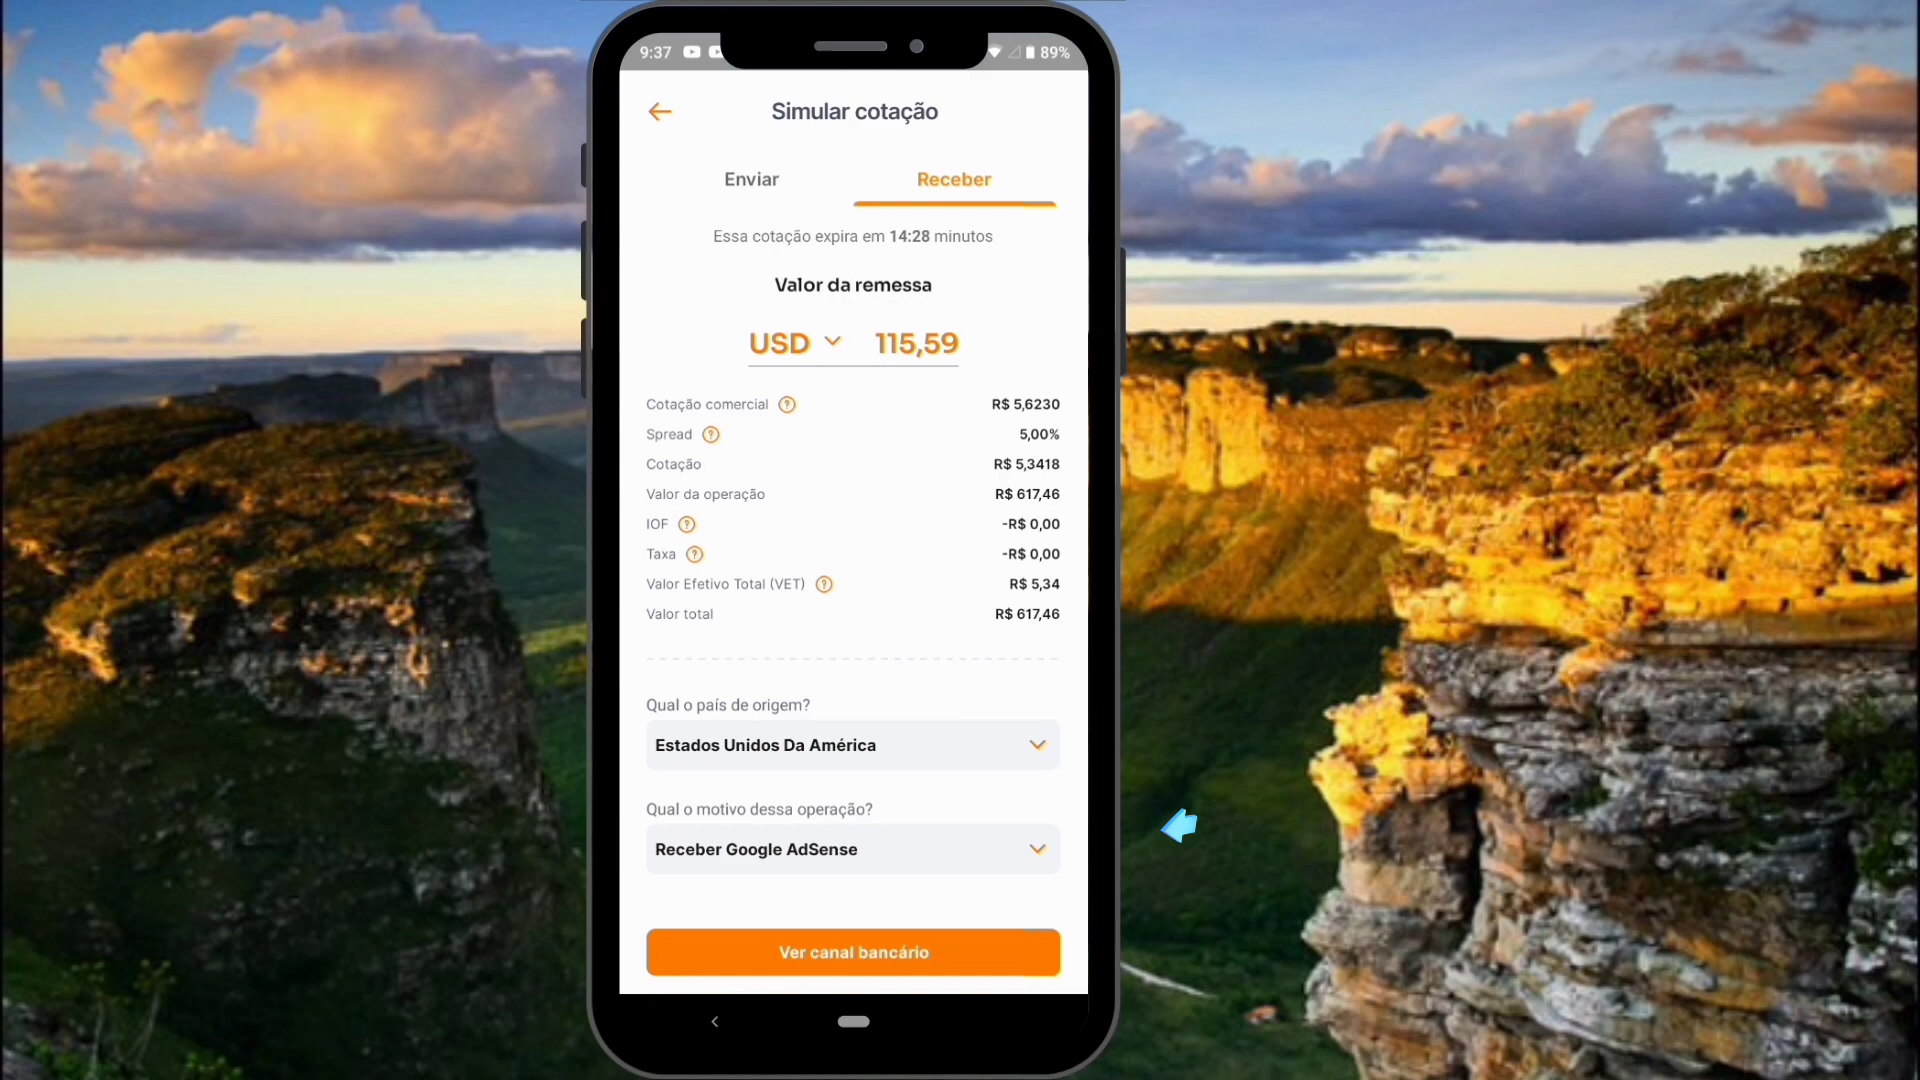 9:37
89%
Simular cotação
Enviar
Receber
Essa cotação expira em 14:28 minutos
Valor da remessa
USD 115,59
Cotação comercial ? R$ 5,6230
Spread ? 5,00%
Cotação R$ 5,3418
Valor da operação R$ 617,46
IOF ? -R$ 0,00
Taxa ? -R$ 0,00
Valor Efetivo Total (VET) ? R$ 5,34
Valor total R$ 617,46
Qual o país de origem?
Estados Unidos Da América
Qual o motivo dessa operação?
Receber Google AdSense
Ver canal bancário